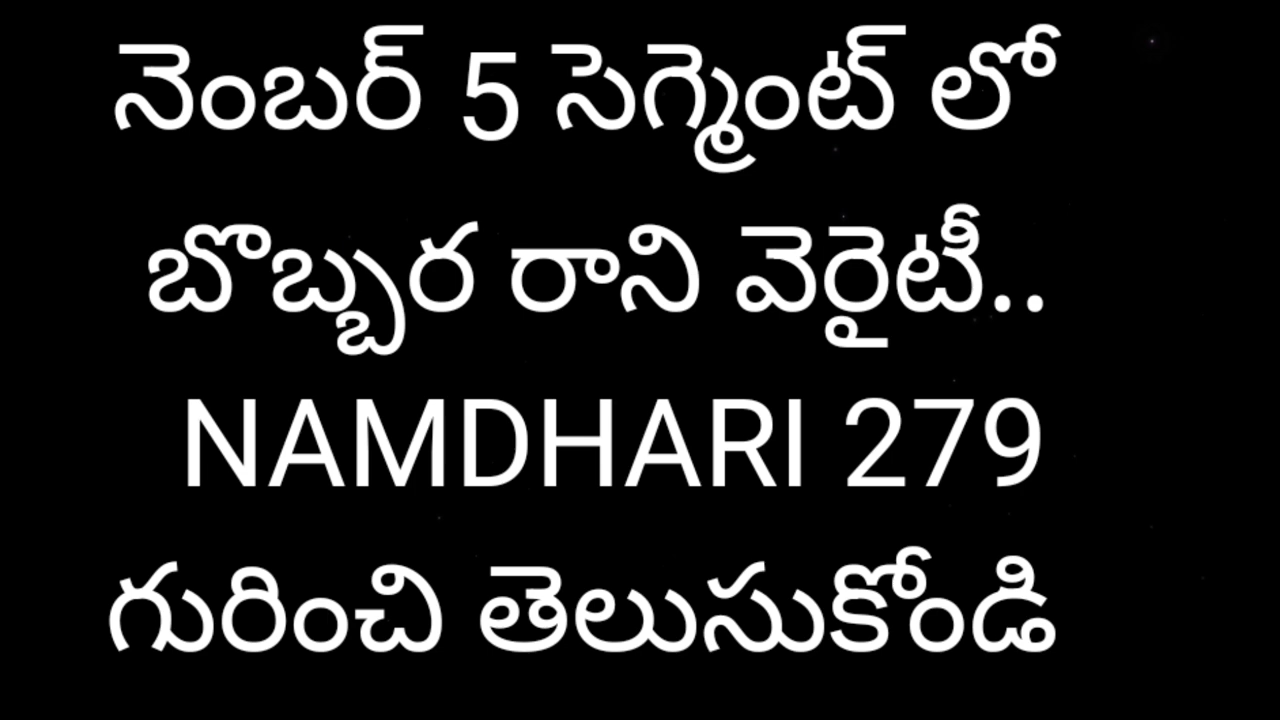 నెంబర్ 5 సెగ్మెంట్ లో
బొబ్బర రాని వెరైటీ..
NAMDHARI 279
గురించి తెలుసుకోండి